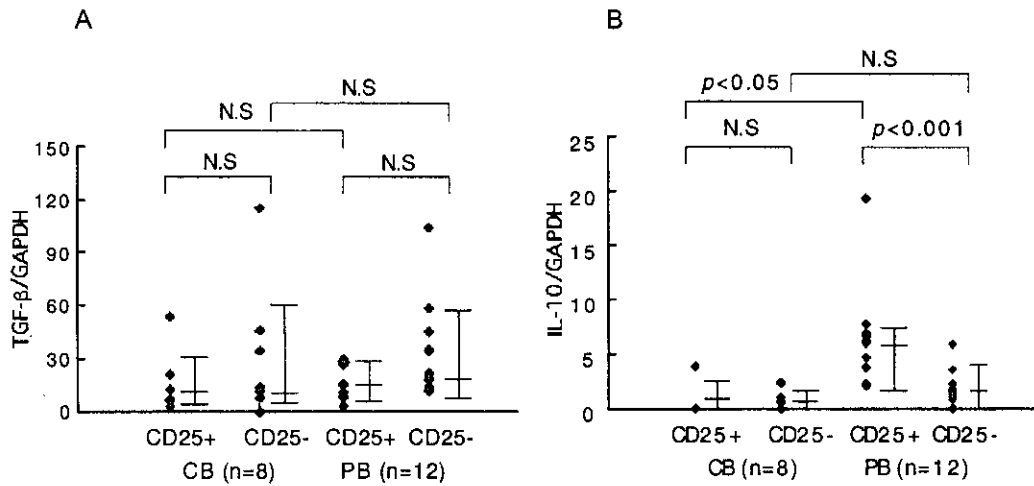 A
N.S
N.S
N.S
N.S
TGF-β/GAPDH
150
120
90
60
30
0
CD25+ CD25- CD25+ CD25-
CB (n=8) PB (n=12)
B
N.S
p<0.05
N.S
p<0.001
IL-10/GAPDH
25
20
15
10
5
0
CD25+ CD25- CD25+ CD25-
CB (n=8) PB (n=12)